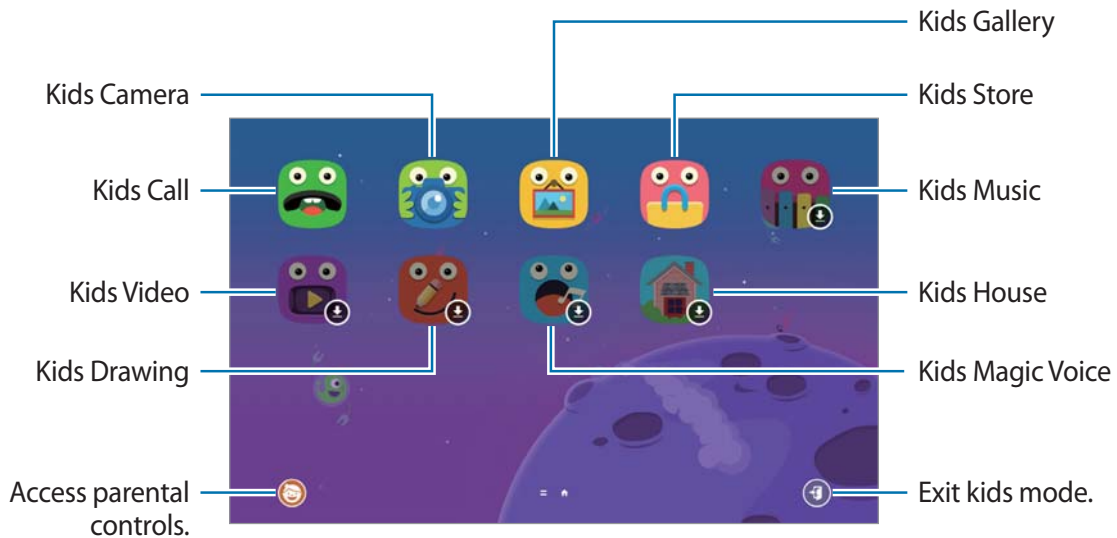 Kids Gallery
Kids Camera
Kids Store
Kids Call
Kids Music
Kids Video
Kids House
Kids Drawing
Kids Magic Voice
Access parental
controls.
Exit kids mode.